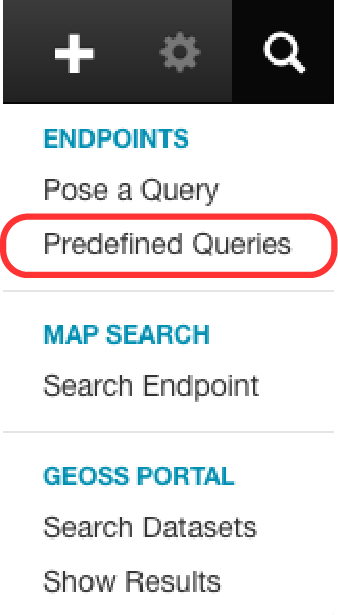 ENDPOINTS
Pose a Query
Predefined Queries
MAP SEARCH
Search Endpoint
GEOSS PORTAL
Search Datasets
Show Results